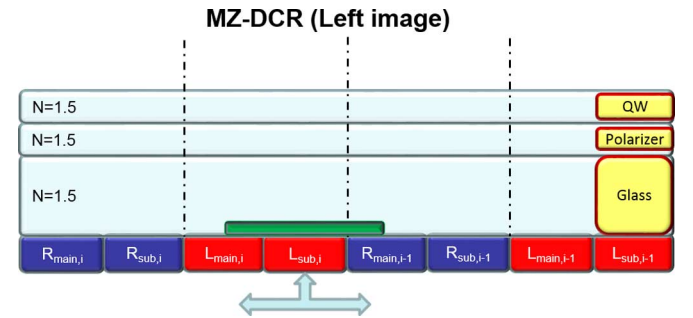 MZ-DCR (Left image)
N=1.5 QW
N=1.5 Polarizer
N=1.5 Glass
Rmain,i Rsub,i Lmain,i Lsub,i Rmain,i-1 Rsub,i-1 Lmain,i-1 Lsub,i-1